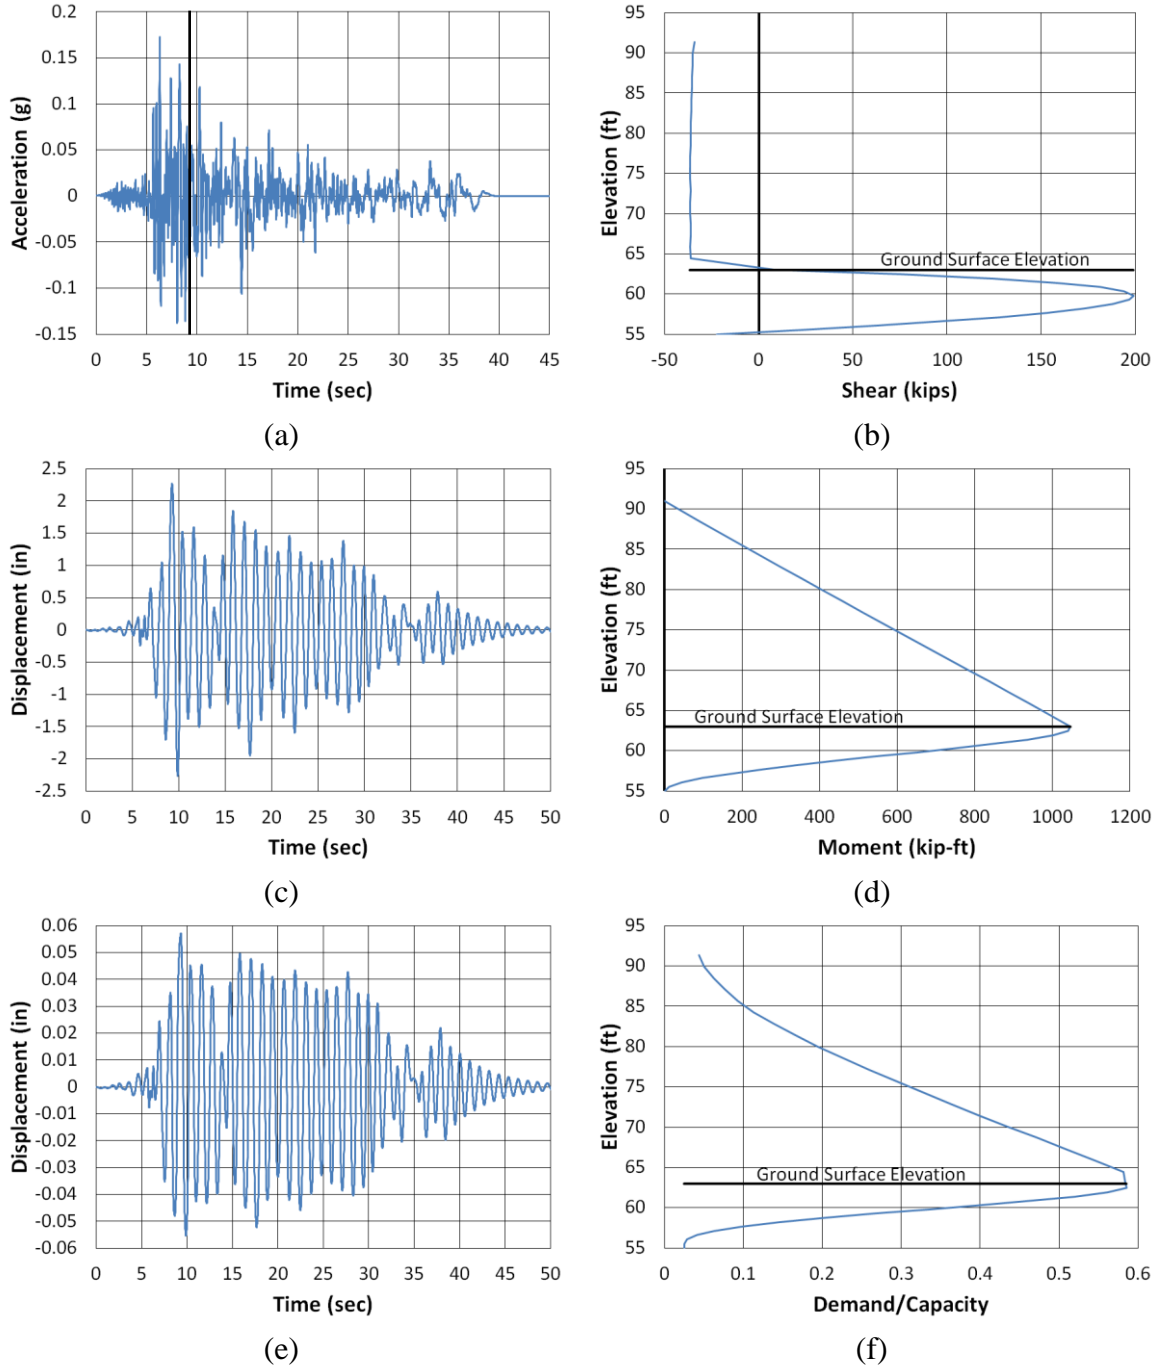 0.2
0.15
0.1
0.05
0
-0.05
-0.1
-0.15
Acceleration (g)
0 5 10 15 20 25 30 35 40 45
Time (sec)
(a)
95
90
85
80
75
70
65
60
55
Elevation (ft)
Ground Surface Elevation
-50 0 50 100 150 200
Shear (kips)
(b)
2.5
2
1.5
1
0.5
0
-0.5
-1
-1.5
-2
-2.5
Displacement (in)
0 5 10 15 20 25 30 35 40 45 50
Time (sec)
(c)
95
90
85
80
75
70
65
60
55
Elevation (ft)
Ground Surface Elevation
0 200 400 600 800 1000 1200
Moment (kip-ft)
(d)
0.06
0.05
0.04
0.03
0.02
0.01
0
-0.01
-0.02
-0.03
-0.04
-0.05
-0.06
Displacement (in)
0 5 10 15 20 25 30 35 40 45 50
Time (sec)
(e)
95
90
85
80
75
70
65
60
55
Elevation (ft)
Ground Surface Elevation
0 0.1 0.2 0.3 0.4 0.5 0.6
Demand/Capacity
(f)